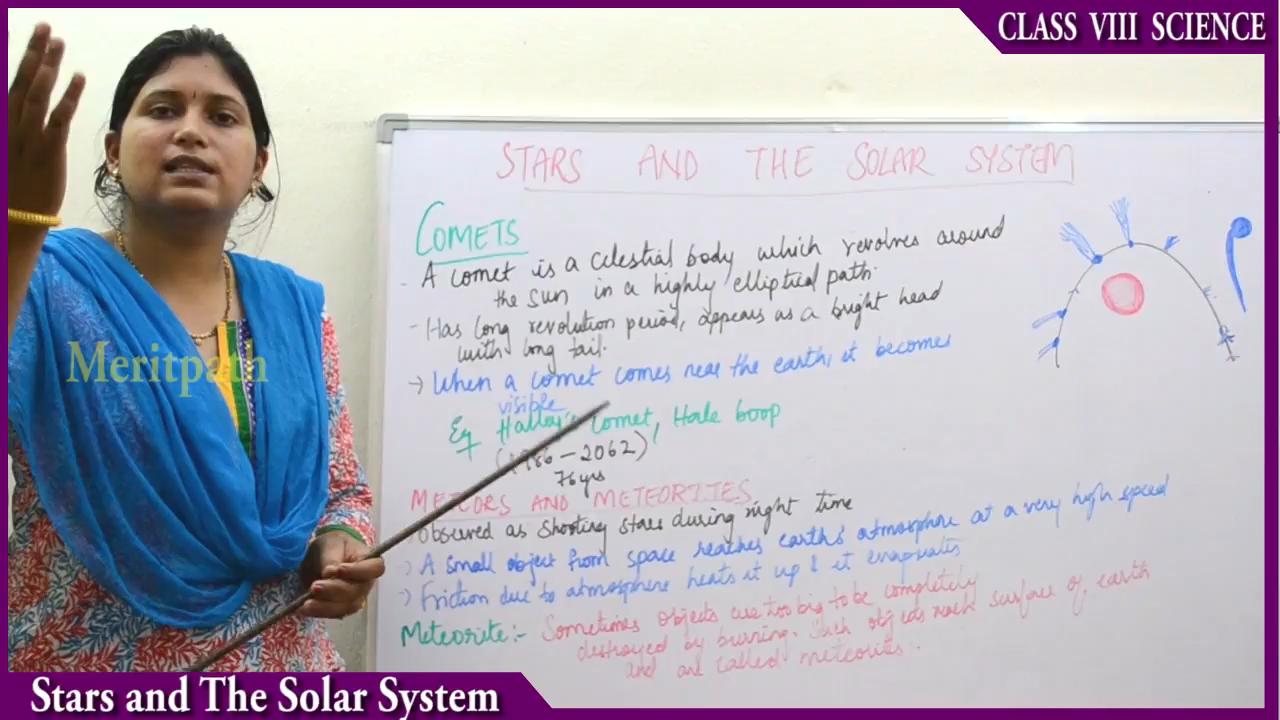 CLASS VIII SCIENCE
STARS AND THE SOLAR SYSTEM
COMETS
- A comet is a celestial body which revolves around
the sun in a highly elliptical path.
- Has long revolution period, appears as a bright head
with long tail.
→ When a comet comes near the earth, it becomes
visible
Eg Halley's Comet, Hale boop
(1986 - 2062)
76 yrs
Meritpath
METEORS AND METEORITES
Observed as shooting stars during night time
A small object from space reaches earth's atmosphere at a very high speed
Friction due to atmosphere heats it up & it evaporates
Meteorite:- Sometimes objects are too big to be completely
destroyed by burning. Such objects reach surface of earth
and are called meteorites.
Stars and The Solar System